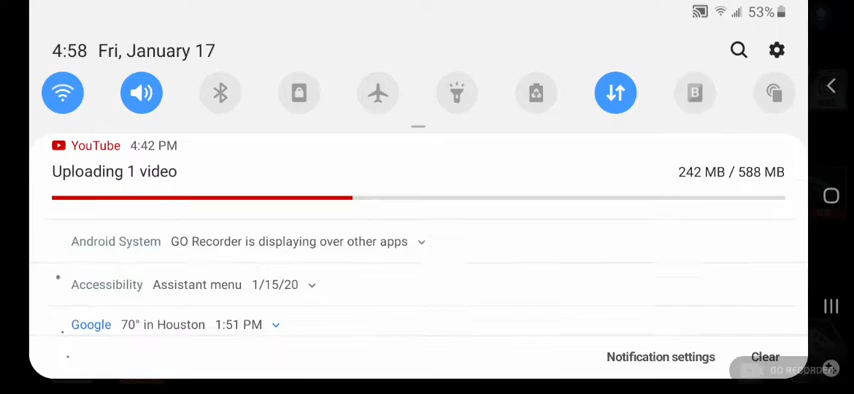 53%
4:58 Fri, January 17
B
YouTube 4:42 PM
Uploading 1 video 242 MB / 588 MB
Android System GO Recorder is displaying over other apps
Accessibility Assistant menu 1/15/20
Google 70° in Houston 1:51 PM
Notification settings Clear
GO RECORDER